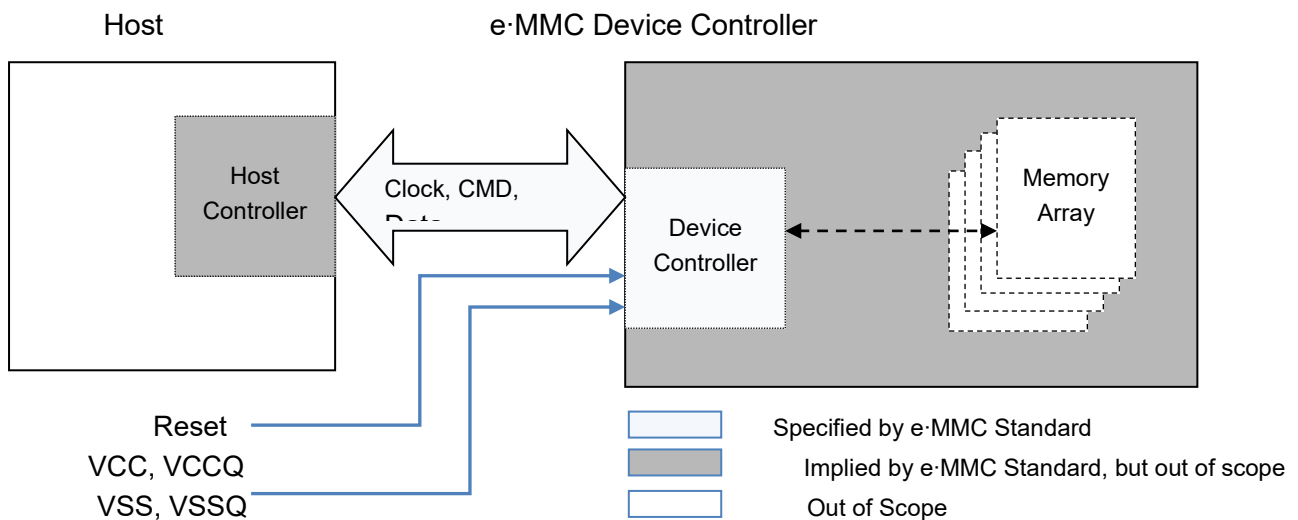 Host
e·MMC Device Controller
Host
Controller
Clock, CMD,
Device
Controller
Memory
Array
Reset
VCC, VCCQ
VSS, VSSQ
Specified by e·MMC Standard
Implied by e·MMC Standard, but out of scope
Out of Scope